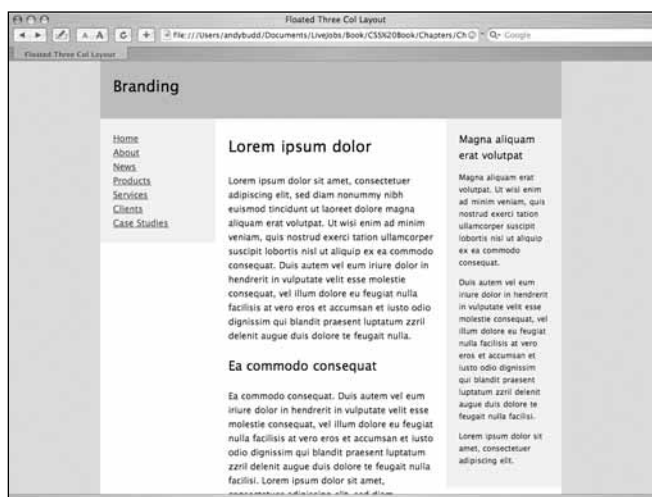 Floated Three Col Layout
A A C + file:///Users/andybudd/Documents/LiveJobs/Book/CSS%20Book/Chapters/Ch Q- Google
Floated Three Col Layout
Branding
Home
About
News
Products
Services
Clients
Case Studies
Lorem ipsum dolor
Lorem ipsum dolor sit amet, consectetuer
adipiscing elit, sed diam nonummy nibh
euismod tincidunt ut laoreet dolore magna
aliquam erat volutpat. Ut wisi enim ad minim
veniam, quis nostrud exerci tation ullamcorper
suscipit lobortis nisl ut aliquip ex ea commodo
consequat. Duis autem vel eum iriure dolor in
hendrerit in vulputate velit esse molestie
consequat, vel illum dolore eu feugiat nulla
facilisis at vero eros et accumsan et iusto odio
dignissim qui blandit praesent luptatum zzril
delenit augue duis dolore te feugait nulla.
Ea commodo consequat
Ea commodo consequat. Duis autem vel eum
iriure dolor in hendrerit in vulputate velit esse
molestie consequat, vel illum dolore eu feugiat
nulla facilisis at vero eros et accumsan et iusto
odio dignissim qui blandit praesent luptatum
zzril delenit augue duis dolore te feugait nulla
facilisi. Lorem ipsum dolor sit amet,
Magna aliquam
erat volutpat
Magna aliquam erat
volutpat. Ut wisi enim
ad minim veniam, quis
nostrud exerci tation
ullamcorper suscipit
lobortis nisl ut aliquip
ex ea commodo
consequat.
Duis autem vel eum
iriure dolor in hendrerit
in vulputate velit esse
molestie consequat, vel
illum dolore eu feugiat
nulla facilisis at vero
eros et accumsan et
iusto odio dignissim
qui blandit praesent
luptatum zzril delenit
augue duis dolore te
feugait nulla facilisi.
Lorem ipsum dolor sit
amet, consectetuer
adipiscing elit.